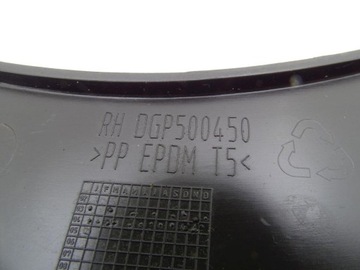 RH DGP500450
>PP EPDM T5<
J F M A M J J A S O N D